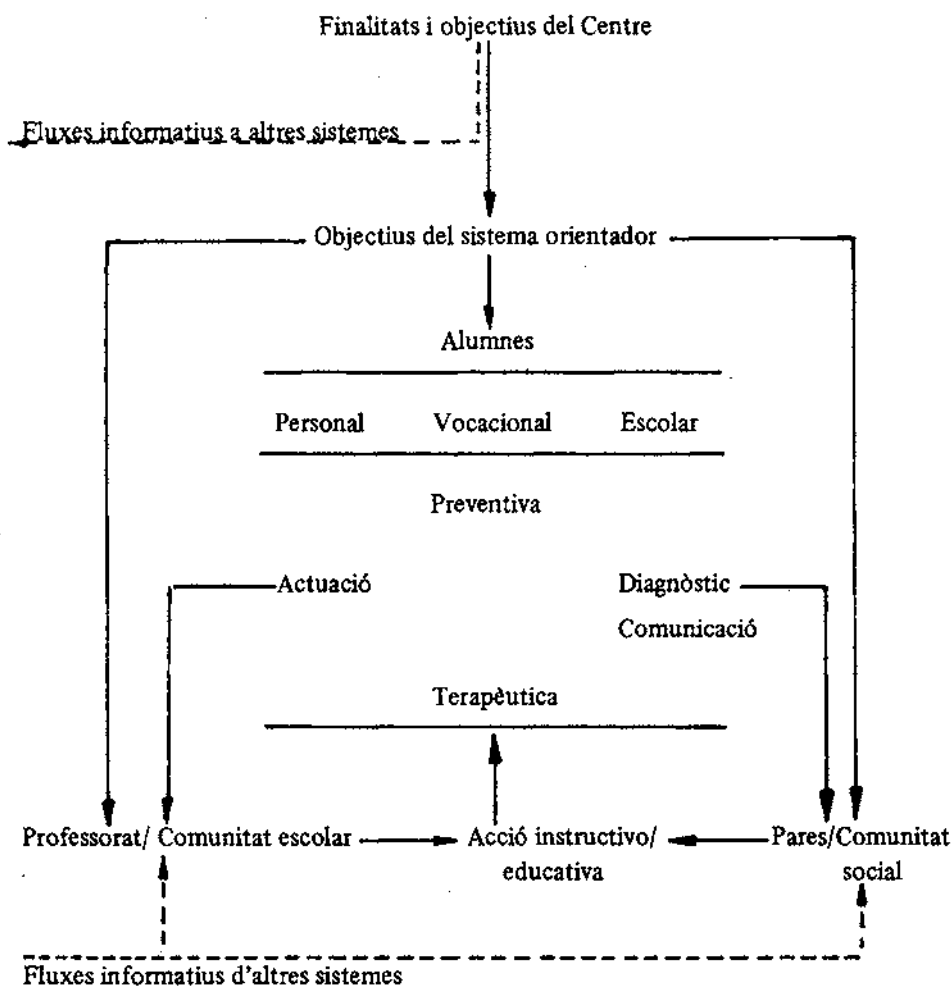 Finalitats i objectius del Centre
Fluxes informatius a altres sistemes
Objectius del sistema orientador
Alumnes
Personal Vocacional Escolar
Preventiva
Actuació Diagnòstic
Comunicació
Terapèutica
Professorat/ Comunitat escolar Acció instructivo/ Pares/Comunitat
educativa social
Fluxes informatius d'altres sistemes